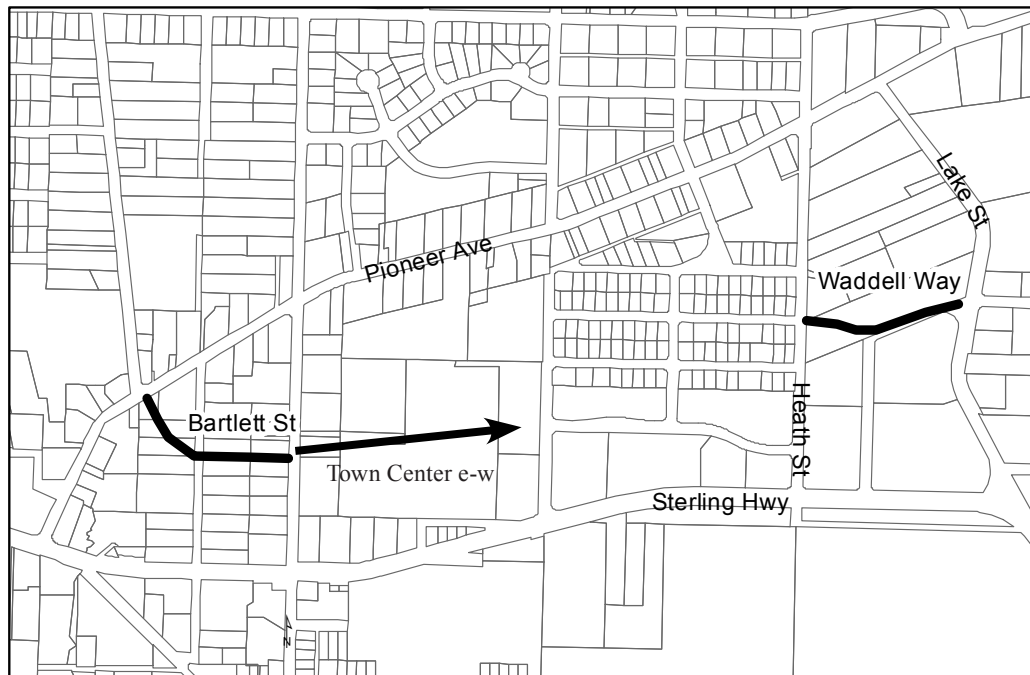 Lake St
Pioneer Ave
Waddell Way
Heath St
Bartlett St
Town Center e-w
Sterling Hwy
N